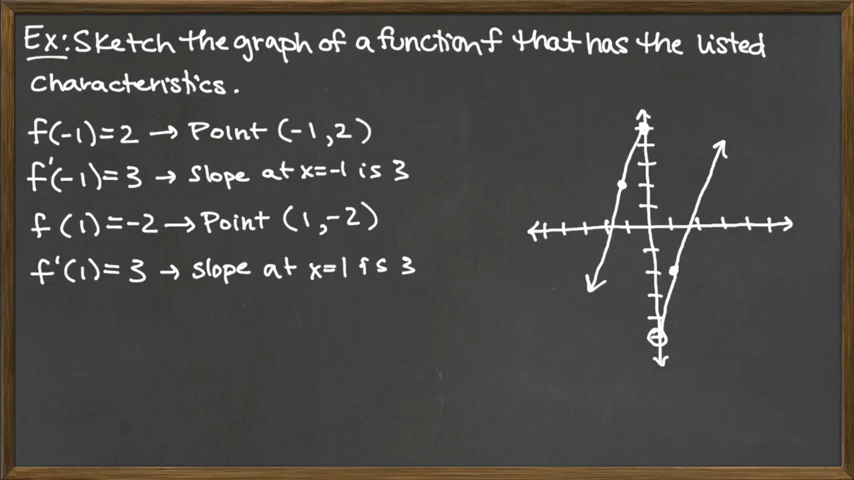 Ex: Sketch the graph of a function f that has the listed
characteristics.
f(-1)=2 → Point (-1,2)
f'(-1)=3 → Slope at x=-1 is 3
f(1)=-2 → Point (1,-2)
f'(1)=3 → slope at x=1 is 3